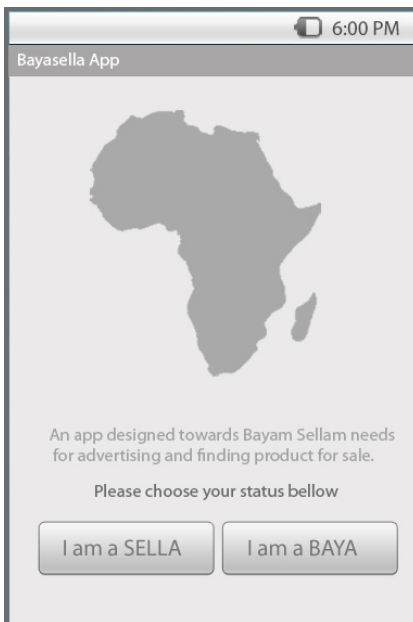 6:00 PM
Bayasella App
An app designed towards Bayam Sellam needs
for advertising and finding product for sale.
Please choose your status bellow
I am a SELLA
I am a BAYA